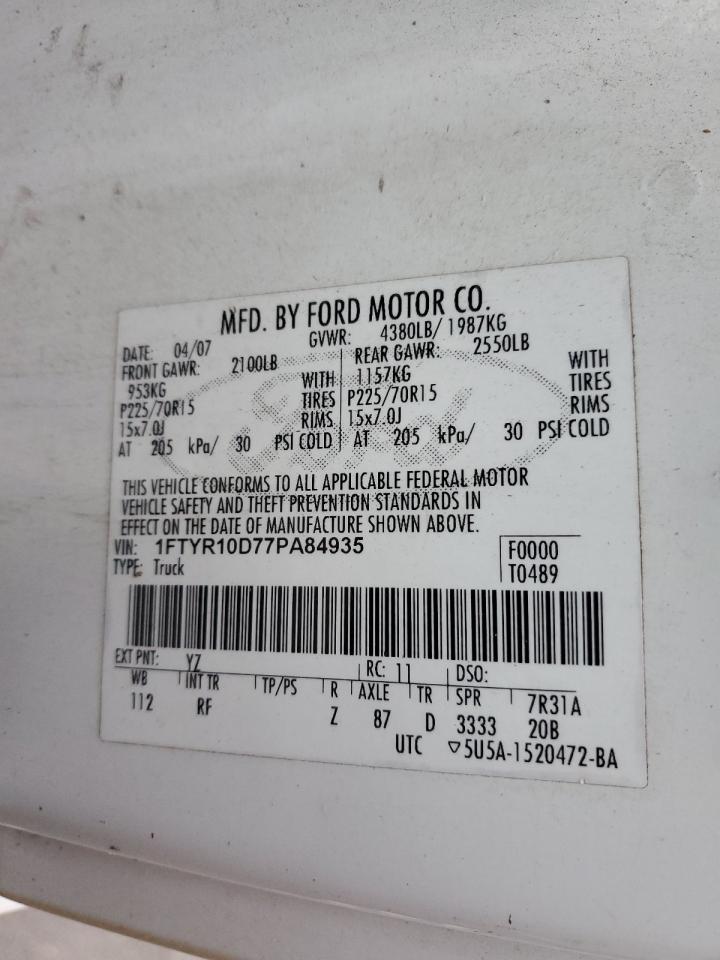 MFD. BY FORD MOTOR CO.
DATE: 04/07 GVWR: 4380LB/ 1987KG
FRONT GAWR: 2100LB REAR GAWR: 2550LB
953KG WITH 1157KG WITH
P225/70R15 TIRES P225/70R15 TIRES
15x7.0J RIMS 15x7.0J RIMS
AT 205 kPa/ 30 PSI COLD AT 205 kPa/ 30 PSI COLD
Ford
THIS VEHICLE CONFORMS TO ALL APPLICABLE FEDERAL MOTOR
VEHICLE SAFETY AND THEFT PREVENTION STANDARDS IN
EFFECT ON THE DATE OF MANUFACTURE SHOWN ABOVE.
VIN: 1FTYR10D77PA84935 F0000
TYPE: Truck T0489
EXT PNT: YZ RC: 11 DSO:
WB INT TR TP/PS R AXLE TR SPR 7R31A
112 RF Z 87 D 3333 20B
UTC ▽5U5A-1520472-BA